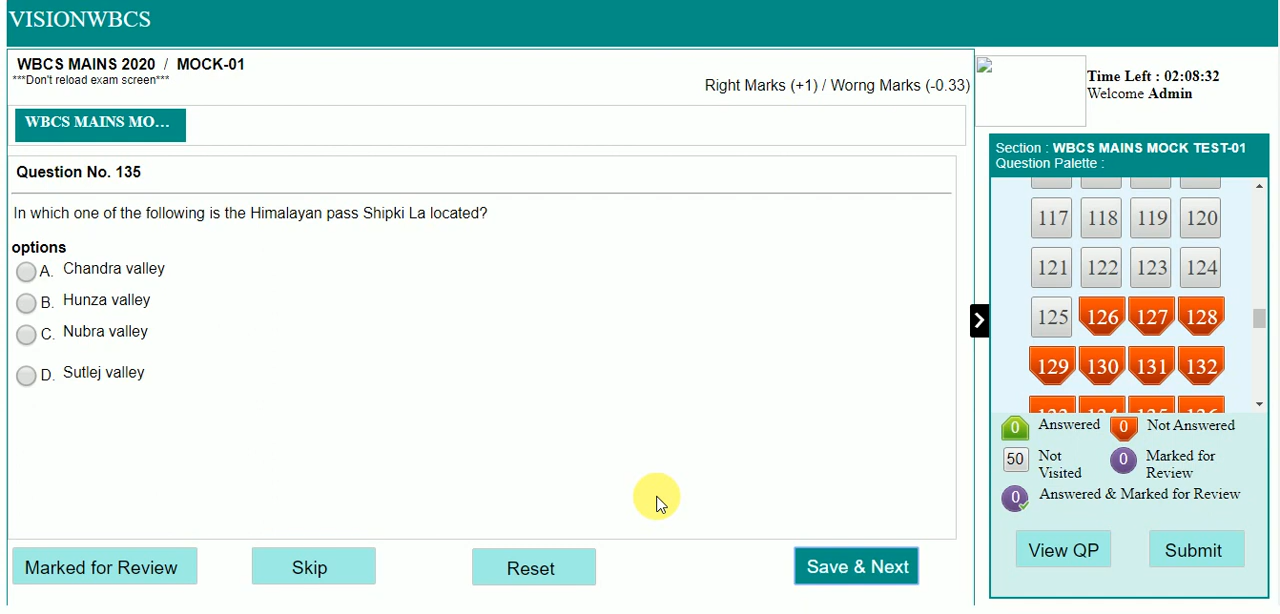 VISIONWBCS
WBCS MAINS 2020 / MOCK-01
***Don't reload exam screen***
Right Marks (+1) / Worng Marks (-0.33)
Time Left : 02:08:32
Welcome Admin
WBCS MAINS MO...
Section : WBCS MAINS MOCK TEST-01
Question Palette :
Question No. 135
In which one of the following is the Himalayan pass Shipki La located?
options
A. Chandra valley
B. Hunza valley
C. Nubra valley
D. Sutlej valley
117 118 119 120
121 122 123 124
125 126 127 128
129 130 131 132
133 134 135 136
0 Answered 0 Not Answered
50 Not Visited 0 Marked for Review
0 Answered & Marked for Review
View QP Submit
Marked for Review Skip Reset Save & Next